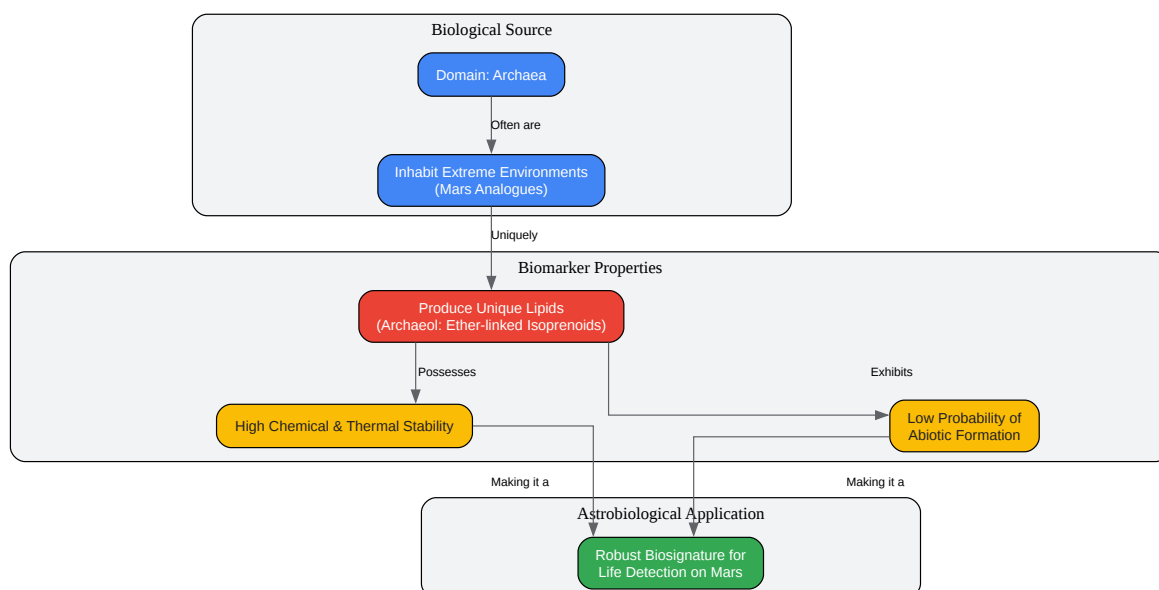 Biological Source
Domain: Archaea
Often are
Inhabit Extreme Environments
(Mars Analogues)
Uniquely
Biomarker Properties
Produce Unique Lipids
(Archaeol: Ether-linked Isoprenoids)
Possesses
Exhibits
High Chemical & Thermal Stability
Low Probability of
Abiotic Formation
Making it a
Making it a
Astrobiological Application
Robust Biosignature for
Life Detection on Mars